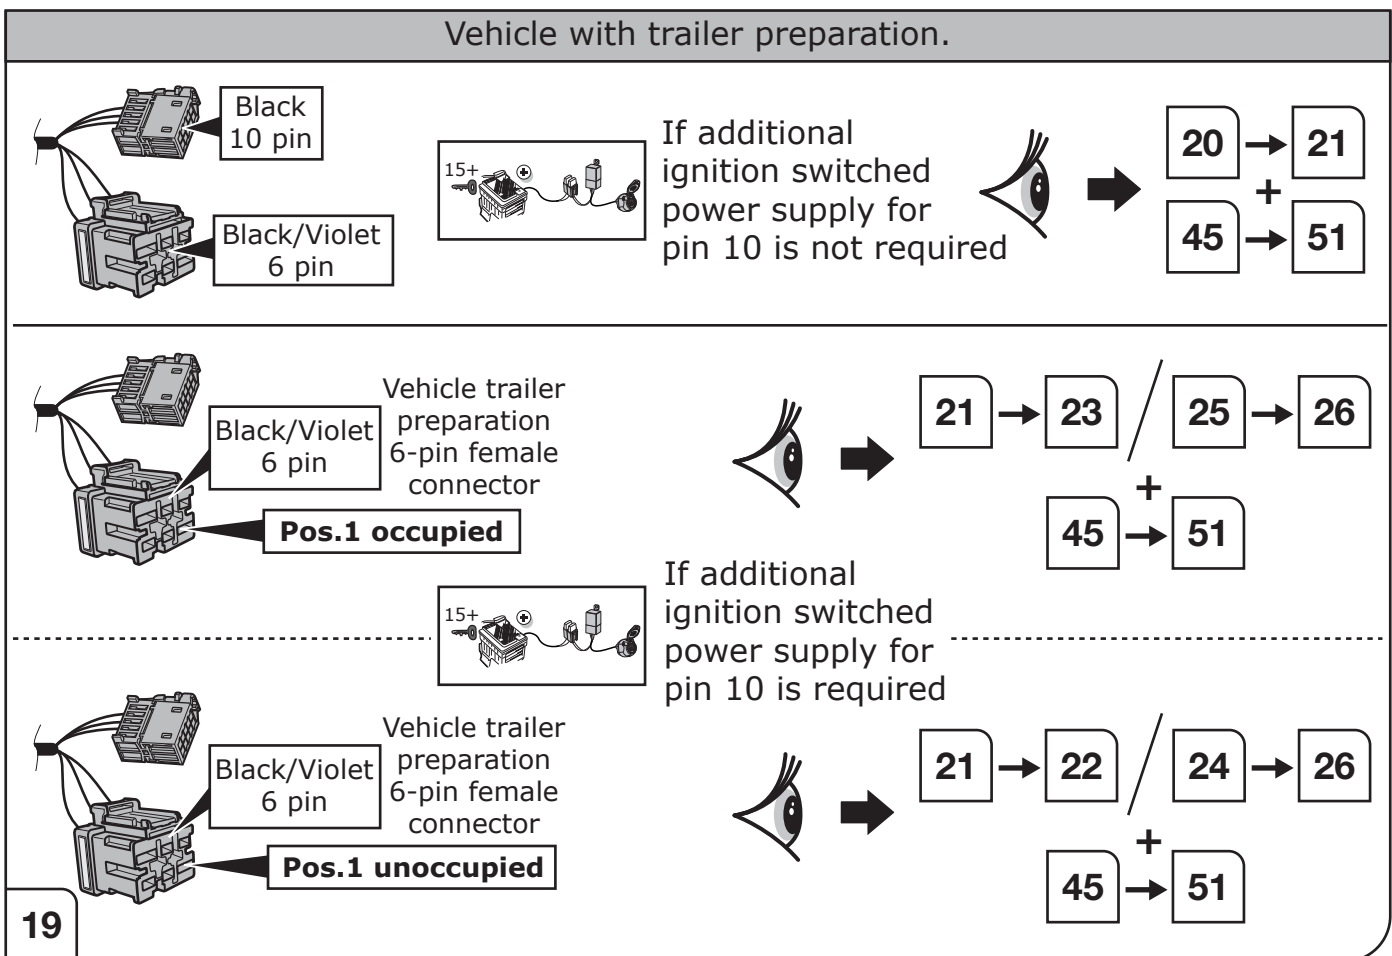 Vehicle with trailer preparation.
Black
10 pin
Black/Violet
6 pin
15+
If additional
ignition switched
power supply for
pin 10 is not required
20 → 21
+
45 → 51
Black/Violet
6 pin
Vehicle trailer
preparation
6-pin female
connector
Pos.1 occupied
21 → 23 / 25 → 26
+
45 → 51
15+
If additional
ignition switched
power supply for
pin 10 is required
Black/Violet
6 pin
Vehicle trailer
preparation
6-pin female
connector
Pos.1 unoccupied
21 → 22 / 24 → 26
+
45 → 51
19